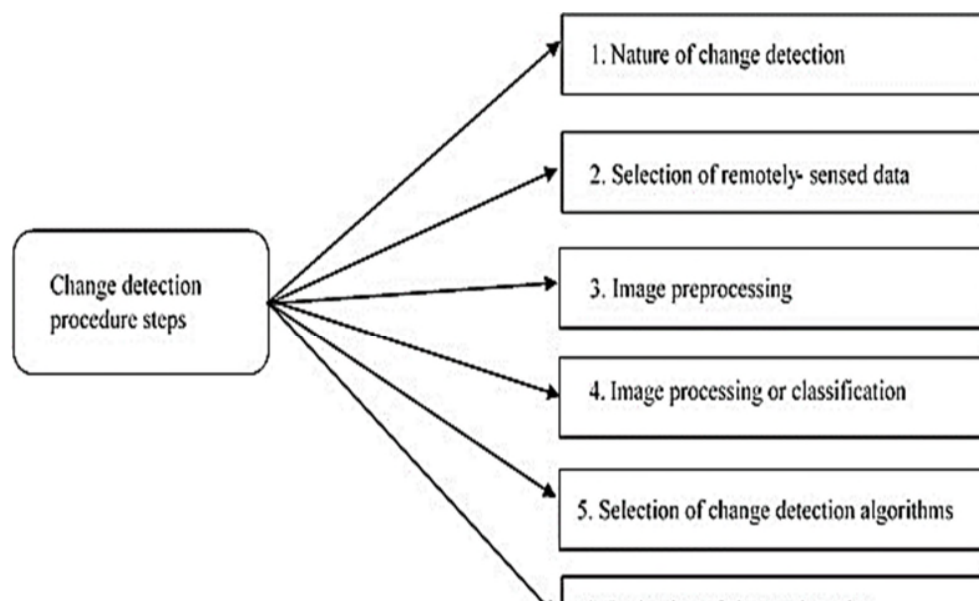 1. Nature of change detection
2. Selection of remotely- sensed data
Change detection
procedure steps
3. Image preprocessing
4. Image processing or classification
5. Selection of change detection algorithms